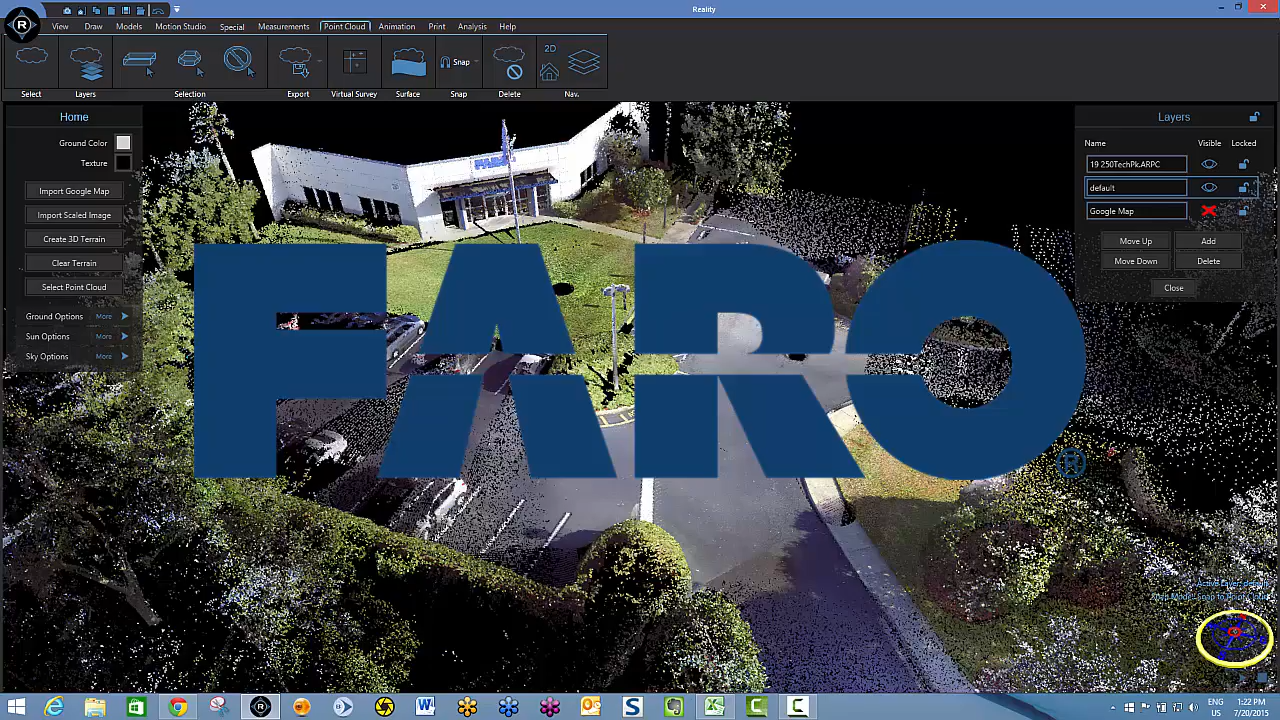 Reality
View Draw Models Motion Studio Special Measurements Point Cloud Animation Print Analysis Help
2D
Snap
Select Layers Selection Export Virtual Survey Surface Snap Delete Nav.
Home
Ground Color
Texture
Import Google Map
Import Scaled Image
Create 3D Terrain
Clear Terrain
Select Point Cloud
Ground Options More
Sun Options More
Sky Options More
Layers
Name Visible Locked
19 250TechPk.ARPC
default
Google Map
Move Up Add
Move Down Delete
Close
FARO
FARO®
ENG 1:22 PM
US 7/20/2015